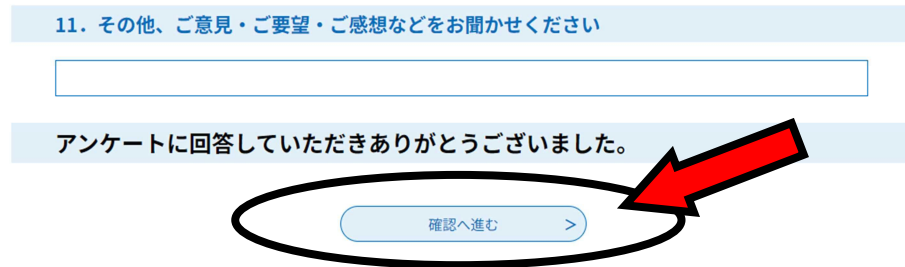 11. その他、ご意見・ご要望・ご感想などをお聞かせください
アンケートに回答していただきありがとうございました。
確認へ進む >